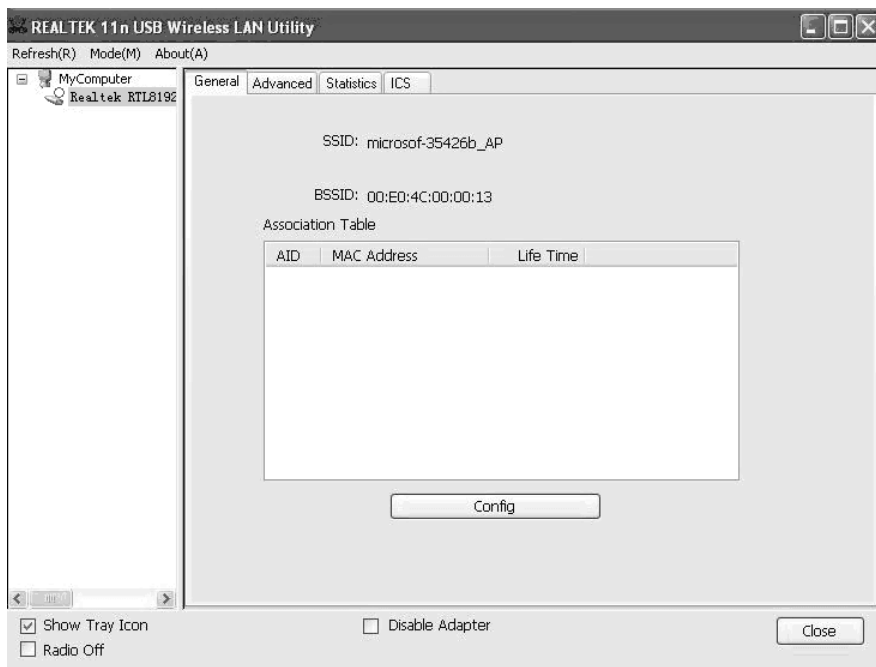 REALTEK 11n USB Wireless LAN Utility
Refresh(R) Mode(M) About(A)
MyComputer
Realtek RTL8192
General Advanced Statistics ICS
SSID: microsof-35426b_AP
BSSID: 00:E0:4C:00:00:13
Association Table
AID MAC Address Life Time
Config
Show Tray Icon
Radio Off
Disable Adapter
Close